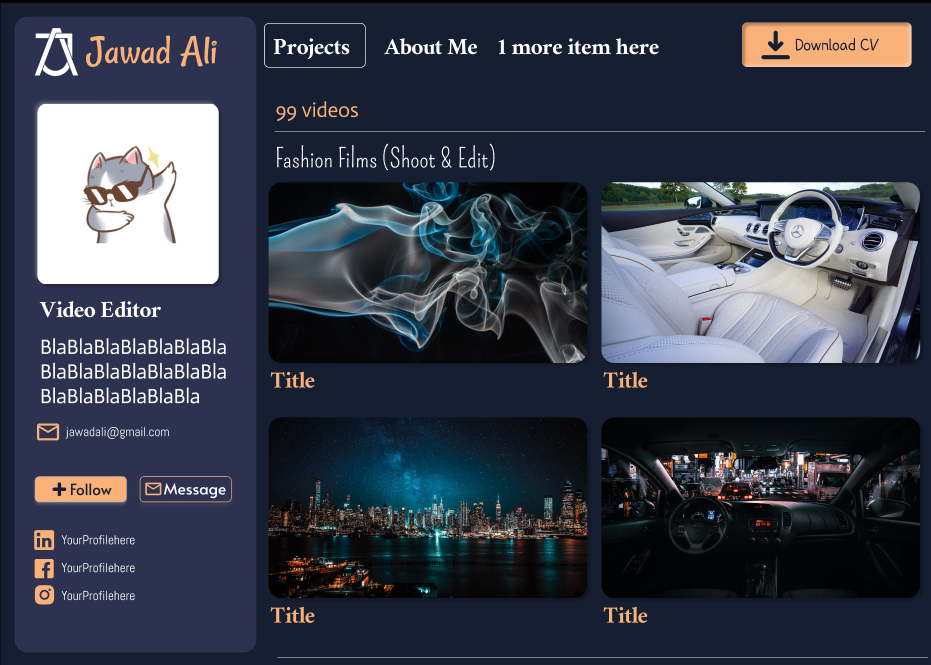 Jawad Ali
Projects
About Me
1 more item here
Download CV
99 videos
Fashion Films (Shoot & Edit)
Title
Title
Title
Title
Video Editor
BlaBlaBlaBlaBlaBlaBla
BlaBlaBlaBlaBlaBlaBla
BlaBlaBlaBlaBlaBla
jawadali@gmail.com
Follow
Message
YourProfilehere
YourProfilehere
YourProfilehere